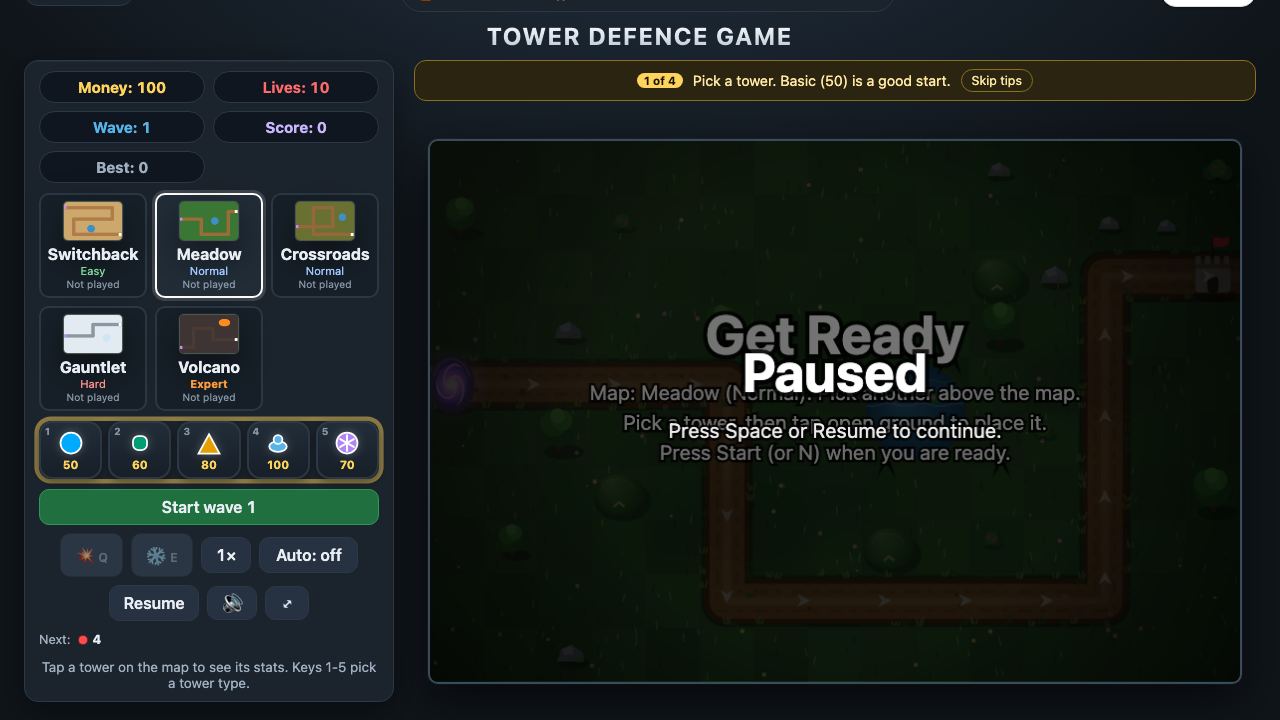 TOWER DEFENCE GAME
Money: 100
Lives: 10
Wave: 1
Score: 0
Best: 0
Switchback
Easy
Not played
Meadow
Normal
Not played
Crossroads
Normal
Not played
Gauntlet
Hard
Not played
Volcano
Expert
Not played
1
50
2
60
3
80
4
100
5
70
Start wave 1
Q
E
1×
Auto: off
Resume
Next: 4
Tap a tower on the map to see its stats. Keys 1-5 pick
a tower type.
1 of 4 Pick a tower. Basic (50) is a good start. Skip tips
Get Ready
Paused
Map: Meadow (Normal). Pick another above the map.
Pick a tower, then tap open ground to place it.
Press Space or Resume to continue.
Press Start (or N) when you are ready.